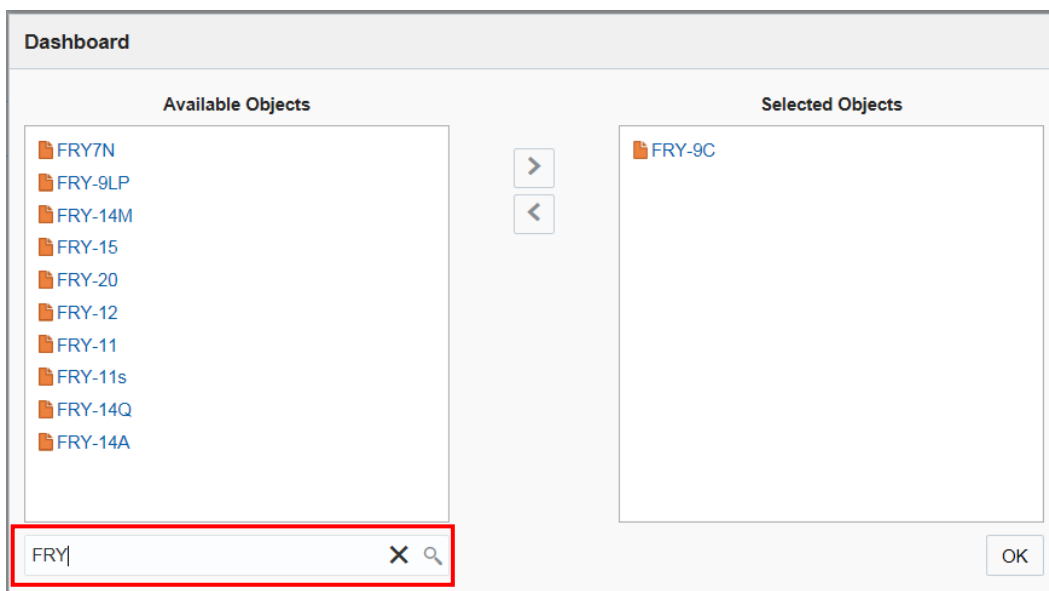 Dashboard
Available Objects
Selected Objects
FRY7N
FRY-9LP
FRY-14M
FRY-15
FRY-20
FRY-12
FRY-11
FRY-11s
FRY-14Q
FRY-14A
>
<
FRY-9C
FRY
OK